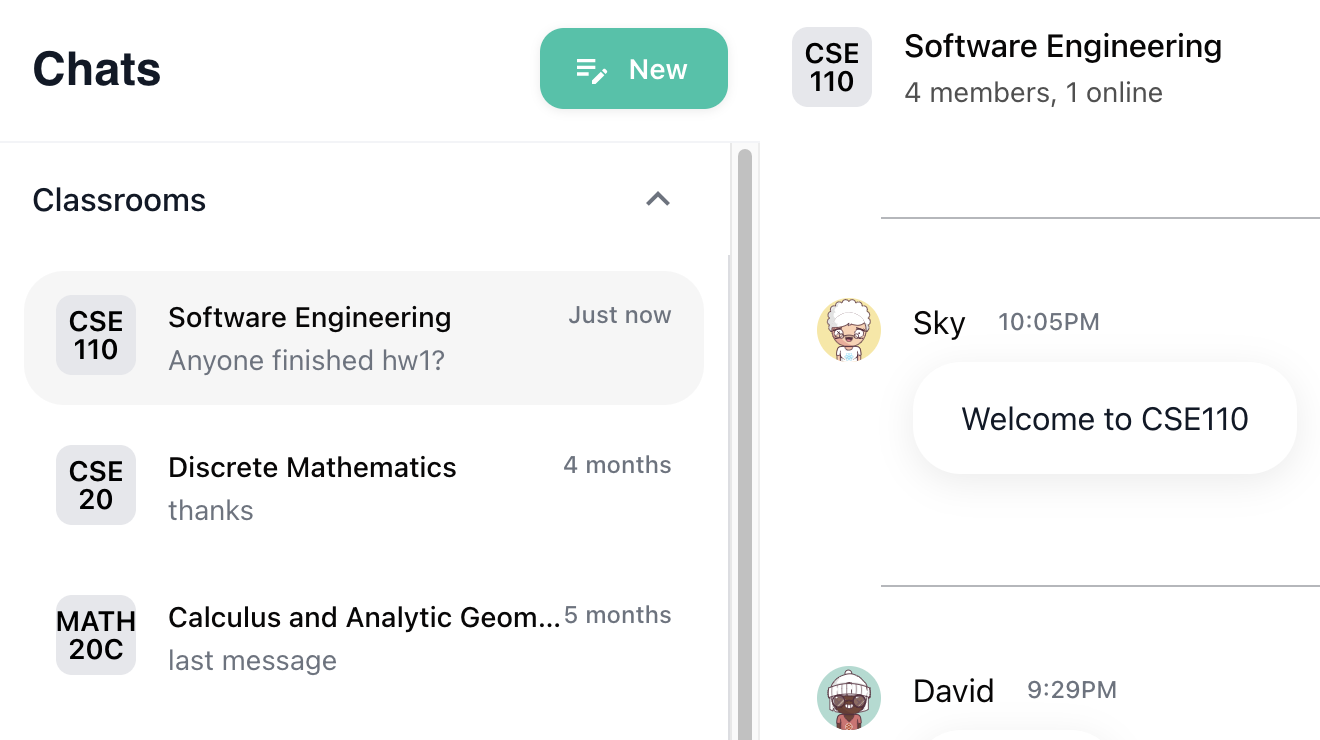 Chats
New
Classrooms
CSE
110
Software Engineering
Just now
Anyone finished hw1?
CSE
20
Discrete Mathematics
4 months
thanks
MATH
20C
Calculus and Analytic Geom...
5 months
last message
CSE
110
Software Engineering
4 members, 1 online
Sky
10:05PM
Welcome to CSE110
David
9:29PM